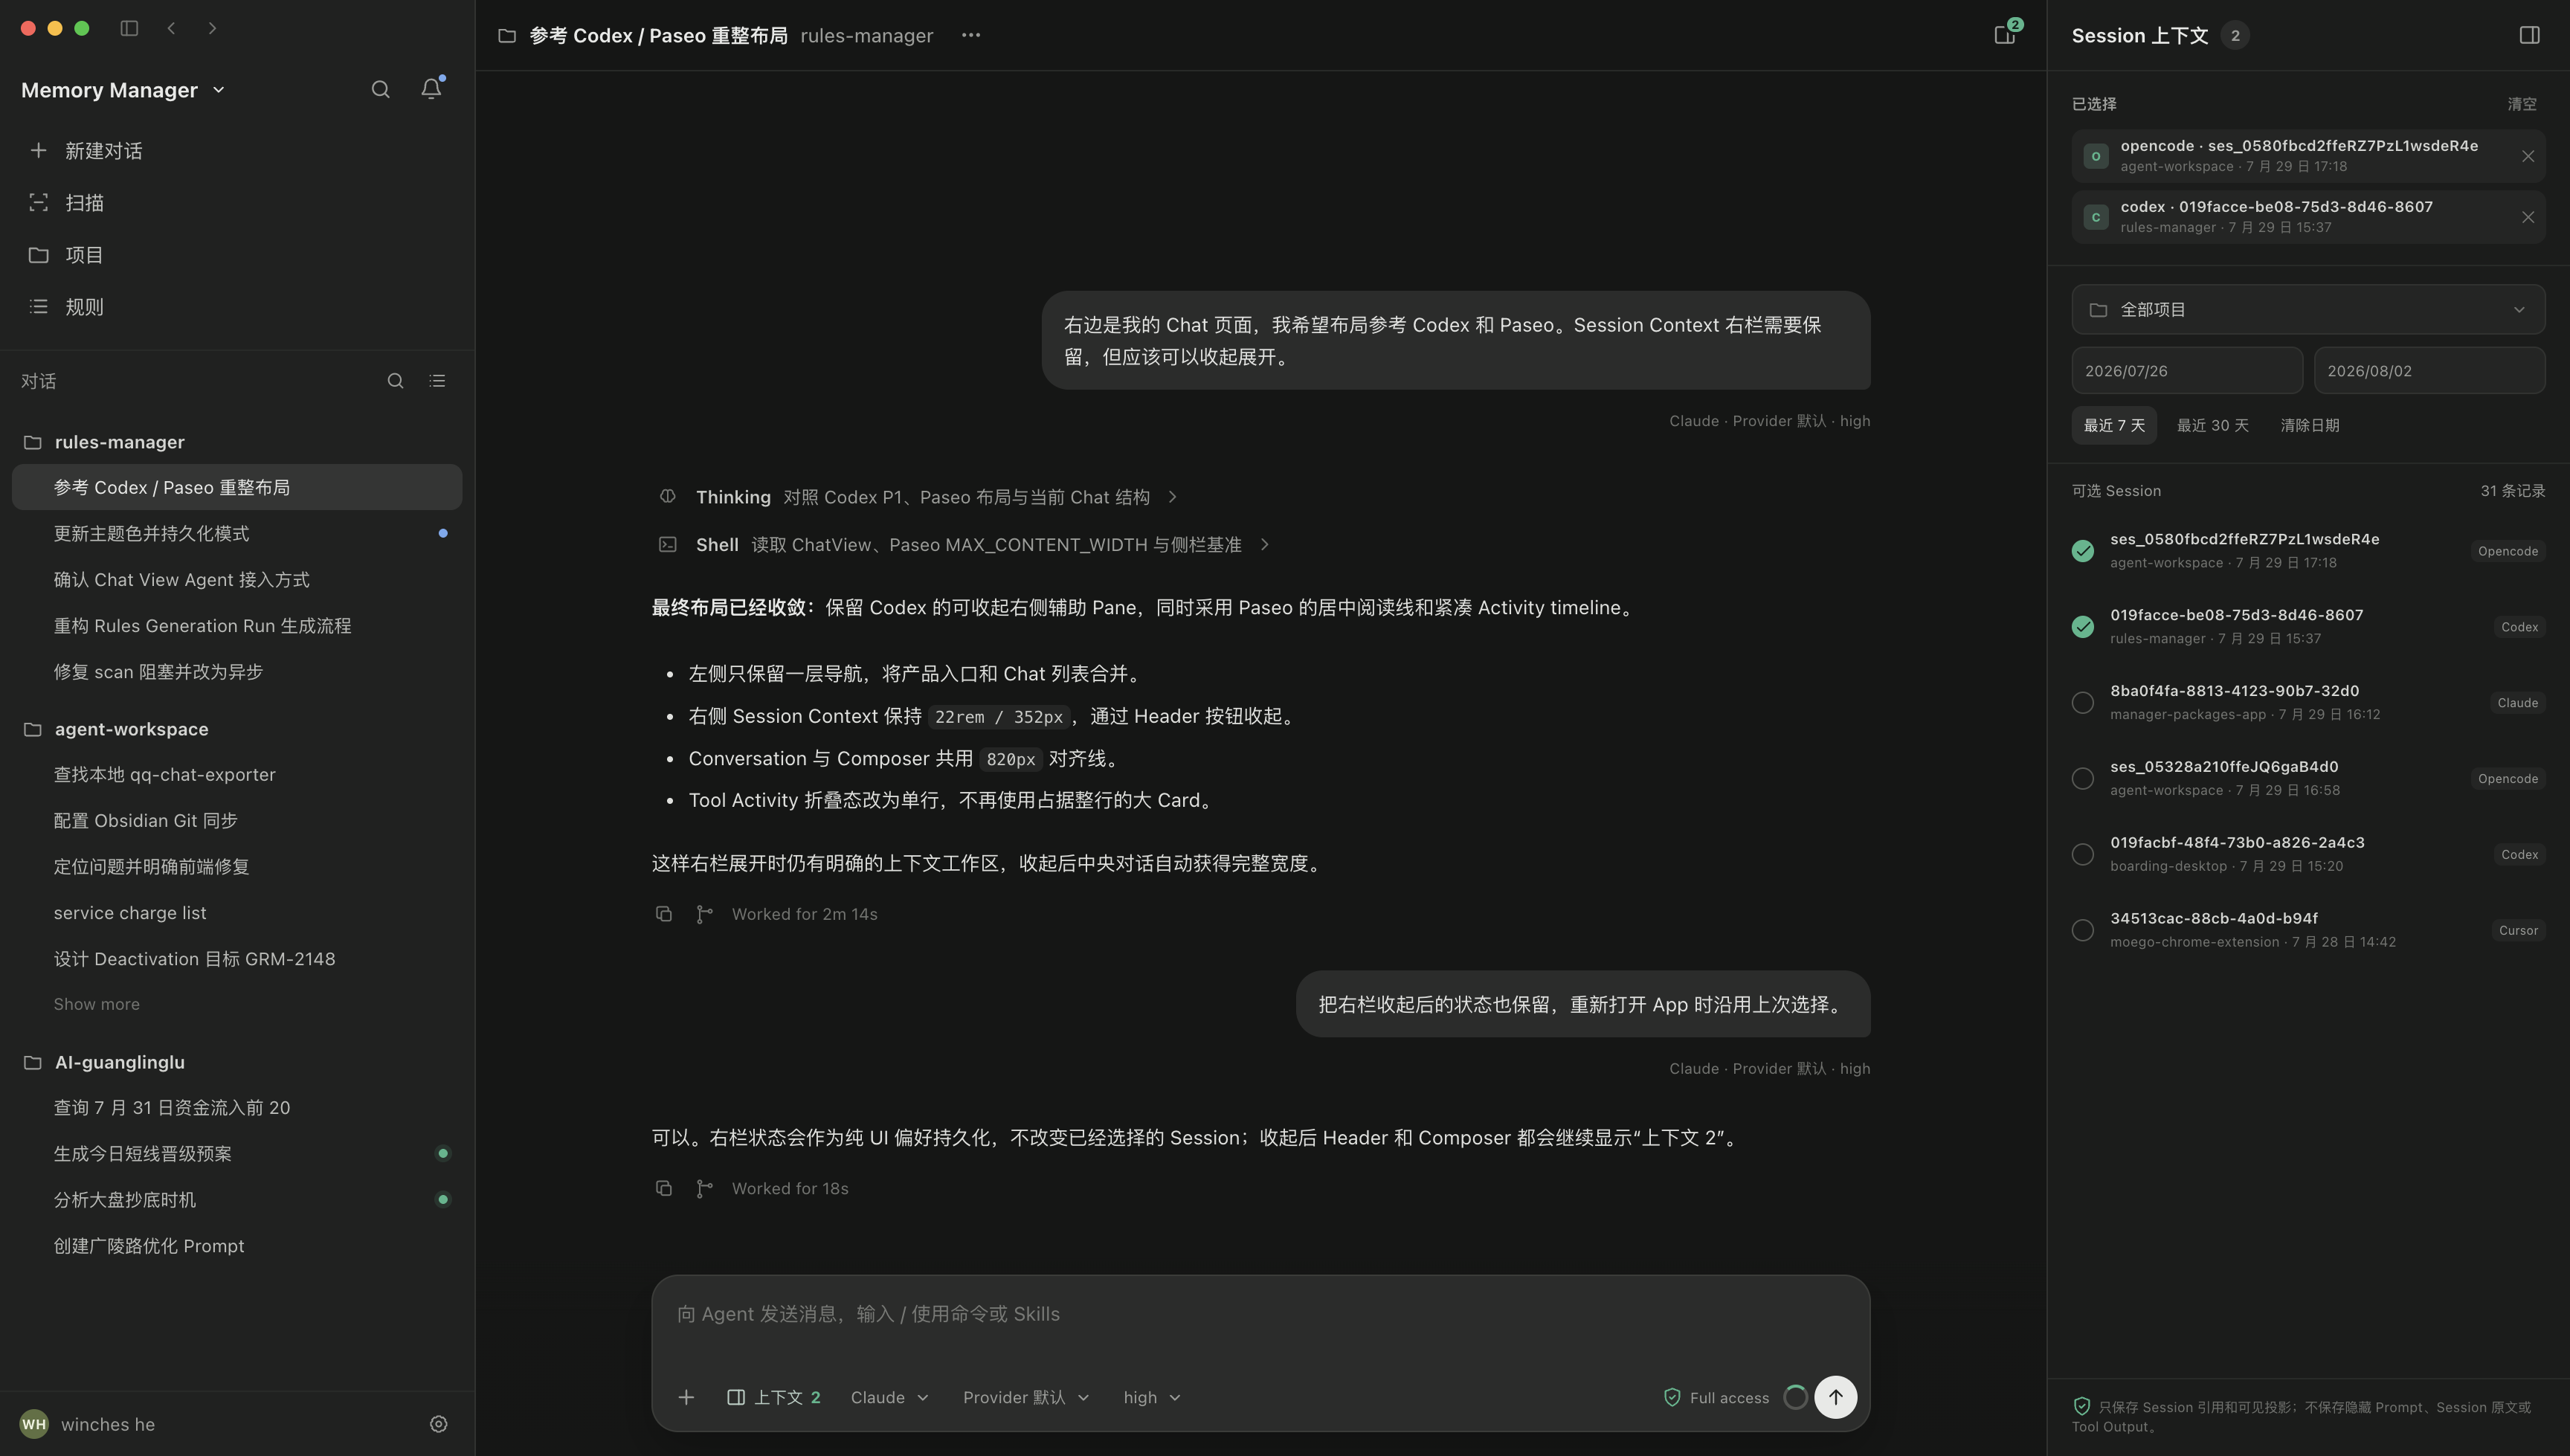 Memory Manager
新建对话
扫描
项目
规则
对话
rules-manager
参考 Codex / Paseo 重整布局
更新主题色并持久化模式
确认 Chat View Agent 接入方式
重构 Rules Generation Run 生成流程
修复 scan 阻塞并改为异步
agent-workspace
查找本地 qq-chat-exporter
配置 Obsidian Git 同步
定位问题并明确前端修复
service charge list
设计 Deactivation 目标 GRM-2148
Show more
AI-guanglinglu
查询 7 月 31 日资金流入前 20
生成今日短线晋级预案
分析大盘抄底时机
创建广陵路优化 Prompt
WH winches he
参考 Codex / Paseo 重整布局 rules-manager
2
右边是我的 Chat 页面，我希望布局参考 Codex 和 Paseo。Session Context 右栏需要保
留，但应该可以收起展开。
Claude · Provider 默认 · high
Thinking 对照 Codex P1、Paseo 布局与当前 Chat 结构
Shell 读取 ChatView、Paseo MAX_CONTENT_WIDTH 与侧栏基准
最终布局已经收敛：保留 Codex 的可收起右侧辅助 Pane，同时采用 Paseo 的居中阅读线和紧凑 Activity timeline。
• 左侧只保留一层导航，将产品入口和 Chat 列表合并。
• 右侧 Session Context 保持 22rem / 352px，通过 Header 按钮收起。
• Conversation 与 Composer 共用 820px 对齐线。
• Tool Activity 折叠态改为单行，不再使用占据整行的大 Card。
这样右栏展开时仍有明确的上下文工作区，收起后中央对话自动获得完整宽度。
Worked for 2m 14s
把右栏收起后的状态也保留，重新打开 App 时沿用上次选择。
Claude · Provider 默认 · high
可以。右栏状态会作为纯 UI 偏好持久化，不改变已经选择的 Session；收起后 Header 和 Composer 都会继续显示“上下文 2”。
Worked for 18s
向 Agent 发送消息，输入 / 使用命令或 Skills
上下文 2 Claude Provider 默认 high Full access
Session 上下文 2
已选择 清空
O opencode · ses_0580fbcd2ffeRZ7PzL1wsdeR4e
agent-workspace · 7 月 29 日 17:18
C codex · 019facce-be08-75d3-8d46-8607
rules-manager · 7 月 29 日 15:37
全部项目
2026/07/26 2026/08/02
最近 7 天 最近 30 天 清除日期
可选 Session 31 条记录
ses_0580fbcd2ffeRZ7PzL1wsdeR4e
agent-workspace · 7 月 29 日 17:18
Opencode
019facce-be08-75d3-8d46-8607
rules-manager · 7 月 29 日 15:37
Codex
8ba0f4fa-8813-4123-90b7-32d0
manager-packages-app · 7 月 29 日 16:12
Claude
ses_05328a210ffeJQ6gaB4d0
agent-workspace · 7 月 29 日 16:58
Opencode
019facbf-48f4-73b0-a826-2a4c3
boarding-desktop · 7 月 29 日 15:20
Codex
34513cac-88cb-4a0d-b94f
moego-chrome-extension · 7 月 28 日 14:42
Cursor
只保存 Session 引用和可见投影；不保存隐藏 Prompt、Session 原文或
Tool Output。